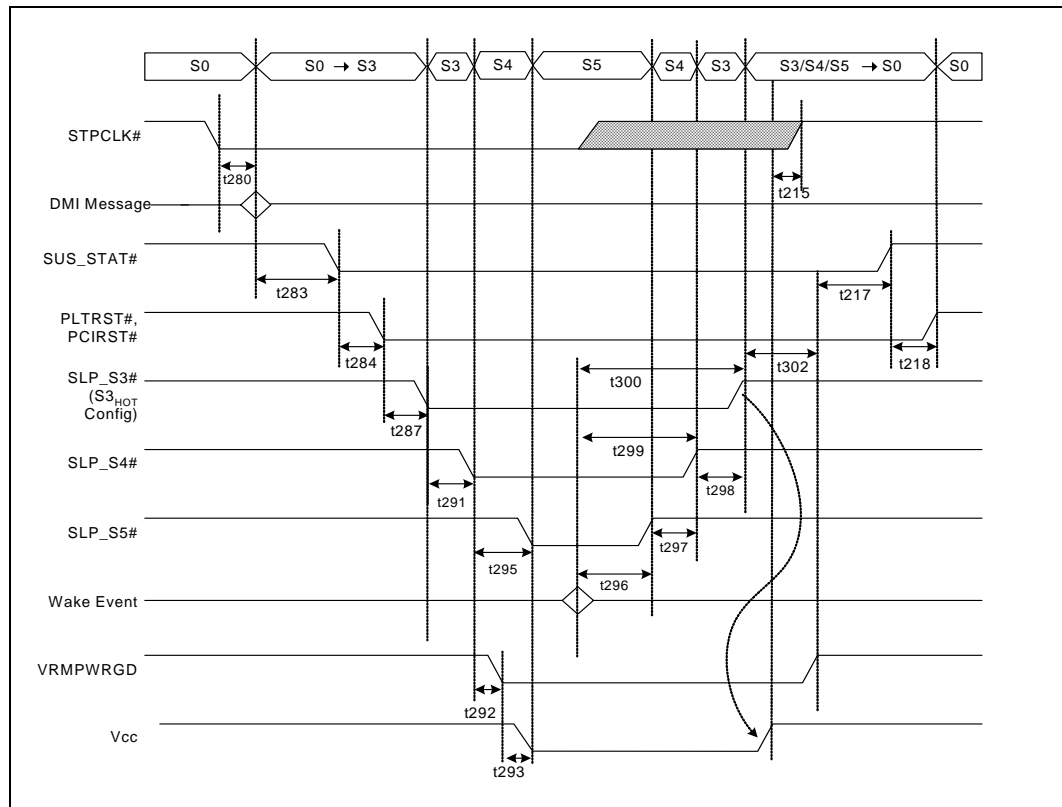 S0
S0 → S3
S3
S4
S5
S4
S3
S3/S4/S5 → S0
S0
STPCLK#
t280
t215
DMI Message
SUS_STAT#
t283
t217
PLTRST#,
PCIRST#
t284
t302
t218
t300
SLP_S3#
(S3HOT
Config)
t287
t299
SLP_S4#
t291
t298
SLP_S5#
t295
t297
t296
Wake Event
VRMPWRGD
t292
Vcc
t293